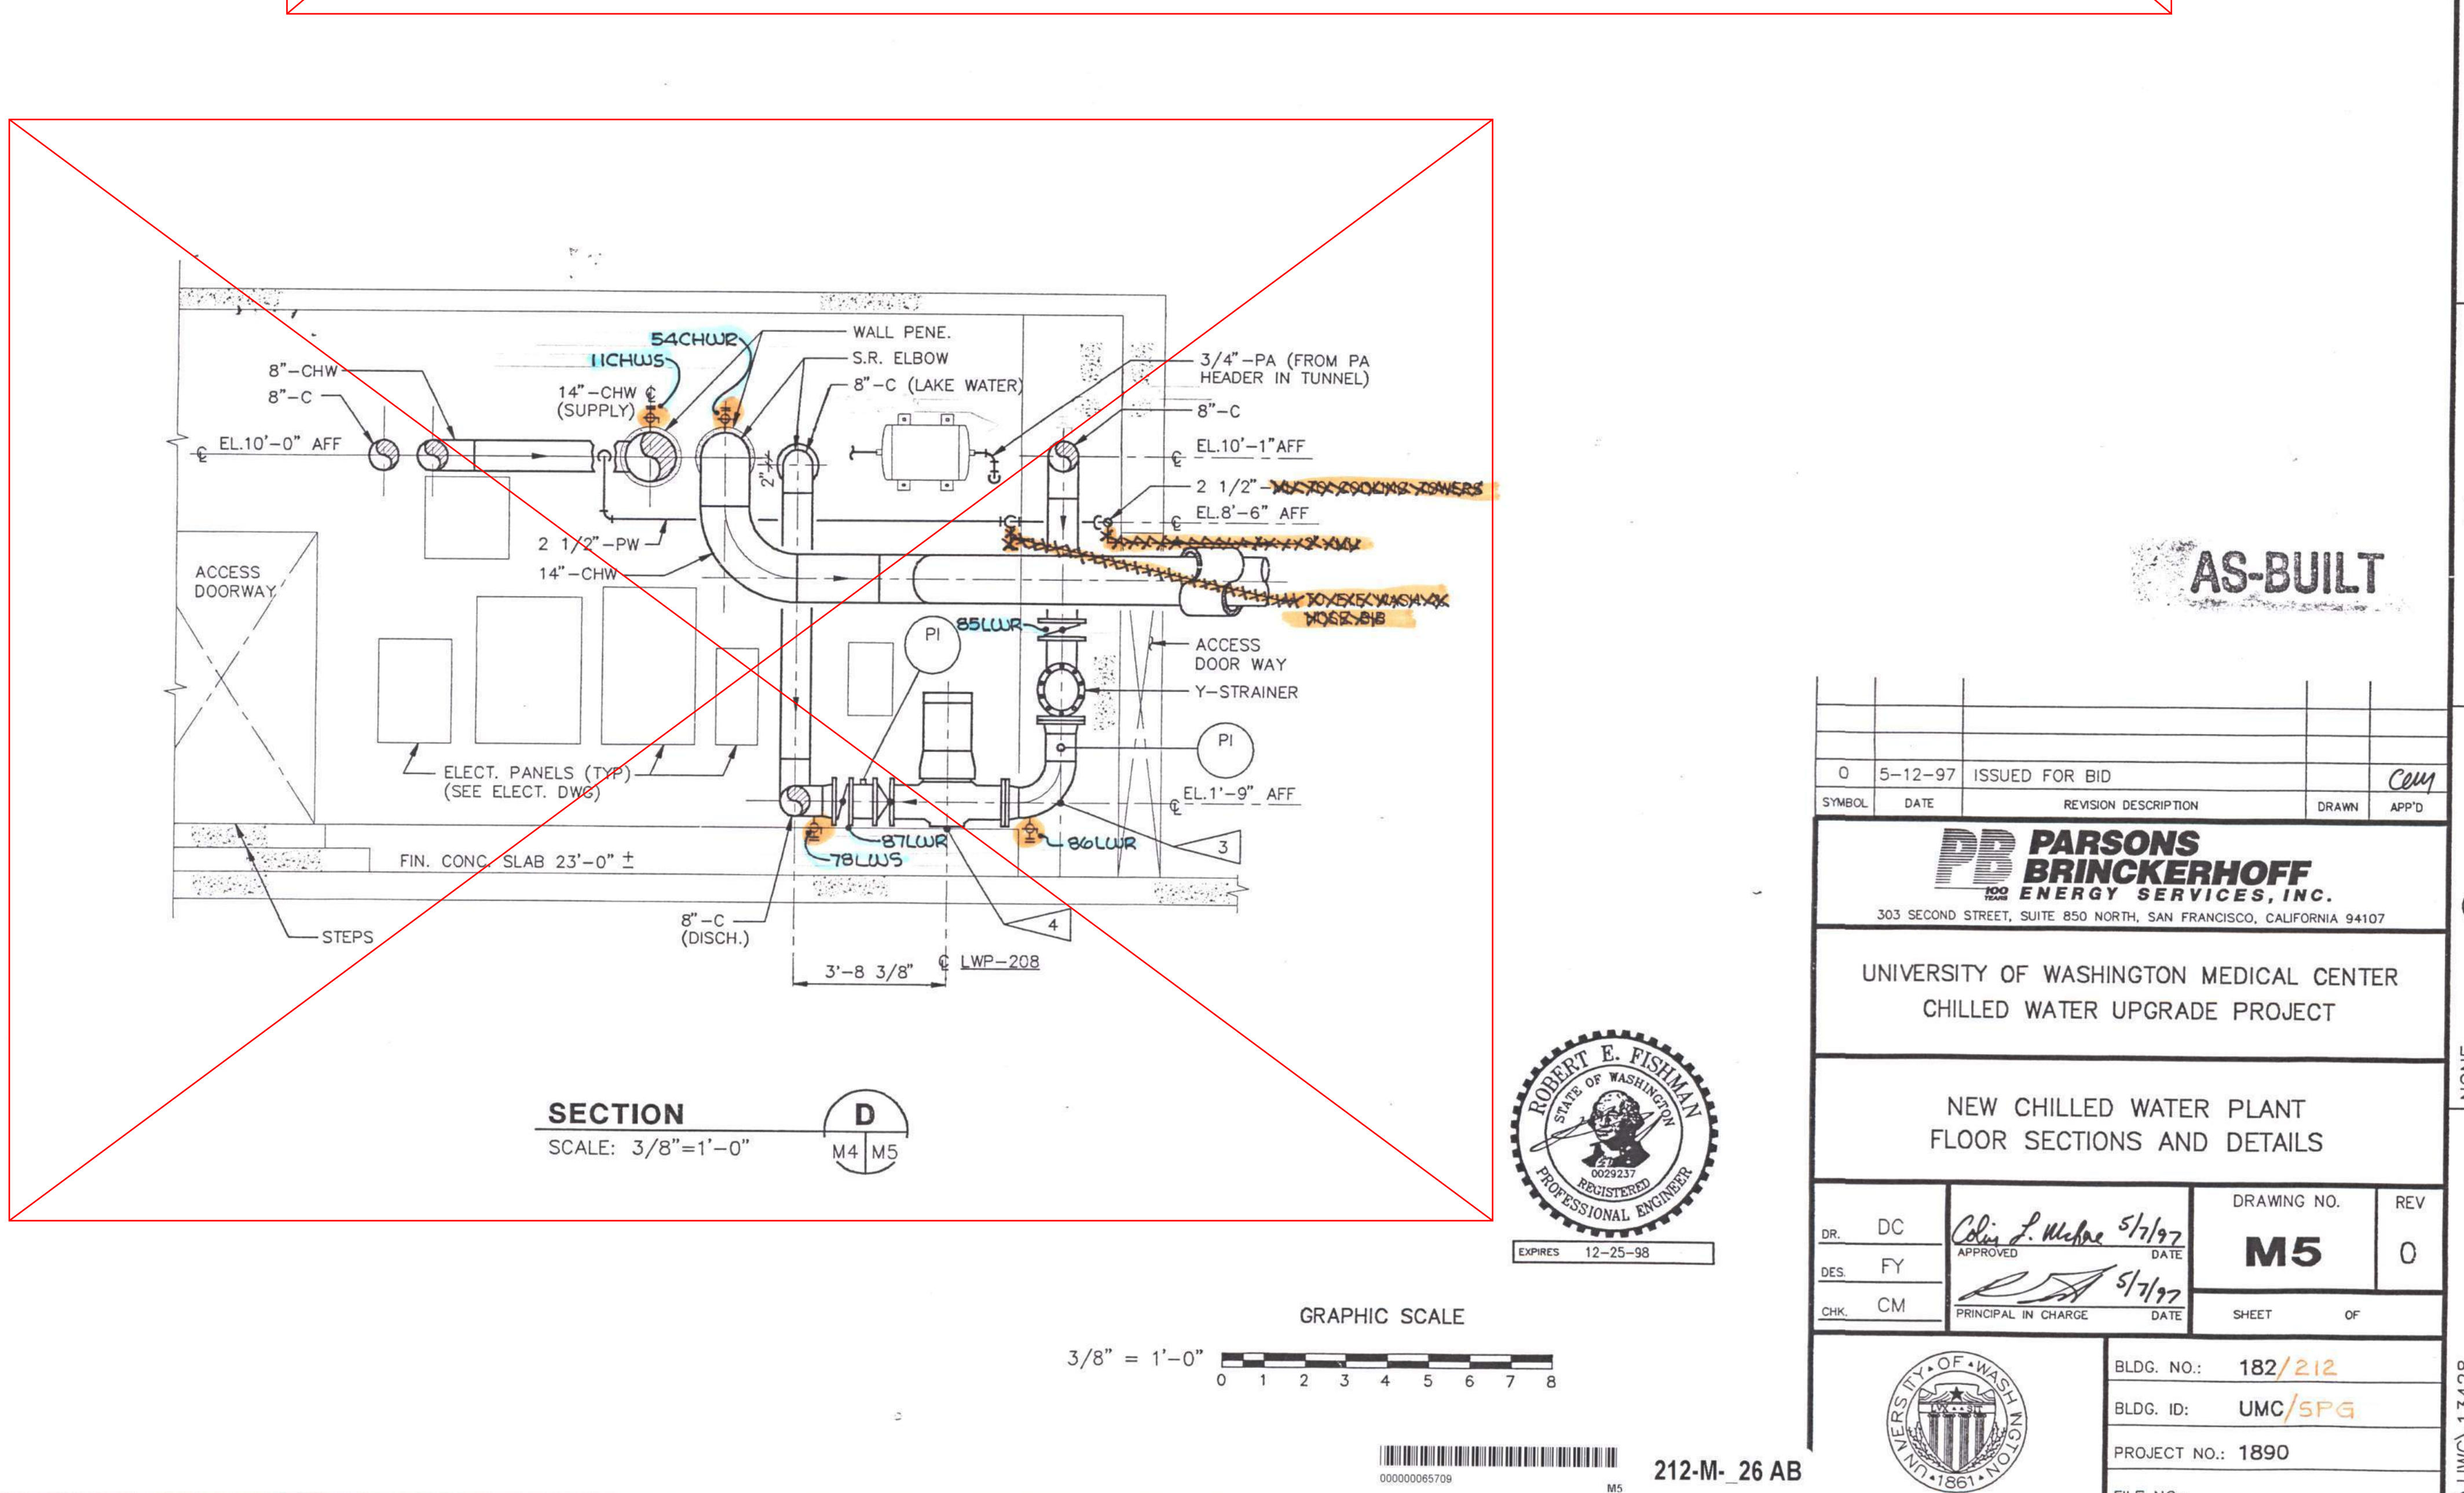 54CHWR
11CHWS
WALL PENE.
S.R. ELBOW
8"-C (LAKE WATER)
3/4"-PA (FROM PA
HEADER IN TUNNEL)
8"-C
8"-CHW
8"-C
14"-CHW ℄
(SUPPLY)
℄ EL.10'-0" AFF
℄ EL.10'-1"AFF
2"
2 1/2"-
℄ EL.8'-6" AFF
2 1/2"-PW
14"-CHW
ACCESS
DOORWAY
85LWR
PI
ACCESS
DOOR WAY
Y-STRAINER
PI
ELECT. PANELS (TYP)
(SEE ELECT. DWG)
℄ EL.1'-9" AFF
87LWR
78LWS
86LWR
3
FIN. CONC. SLAB 23'-0" ±
STEPS
8"-C
(DISCH.)
4
3'-8 3/8"
℄ LWP-208
SECTION
SCALE: 3/8"=1'-0"
D
M4 M5
AS-BUILT
0 5-12-97 ISSUED FOR BID
SYMBOL DATE REVISION DESCRIPTION DRAWN APP'D
PB 100 YEARS
PARSONS
BRINCKERHOFF
ENERGY SERVICES, INC.
303 SECOND STREET, SUITE 850 NORTH, SAN FRANCISCO, CALIFORNIA 94107
UNIVERSITY OF WASHINGTON MEDICAL CENTER
CHILLED WATER UPGRADE PROJECT
NEW CHILLED WATER PLANT
FLOOR SECTIONS AND DETAILS
ROBERT E. FISHMAN
STATE OF WASHINGTON
0029237
REGISTERED
PROFESSIONAL ENGINEER
EXPIRES 12-25-98
DR. DC
DES. FY
CHK. CM
5/7/97
APPROVED DATE
5/7/97
PRINCIPAL IN CHARGE DATE
DRAWING NO.
M5
REV
0
SHEET OF
GRAPHIC SCALE
3/8" = 1'-0"
0 1 2 3 4 5 6 7 8
UNIVERSITY OF WASHINGTON
LVX SIT
1861
BLDG. NO.: 182/212
BLDG. ID: UMC/SPG
PROJECT NO.: 1890
000000065709
M5
212-M-_26 AB
NONE